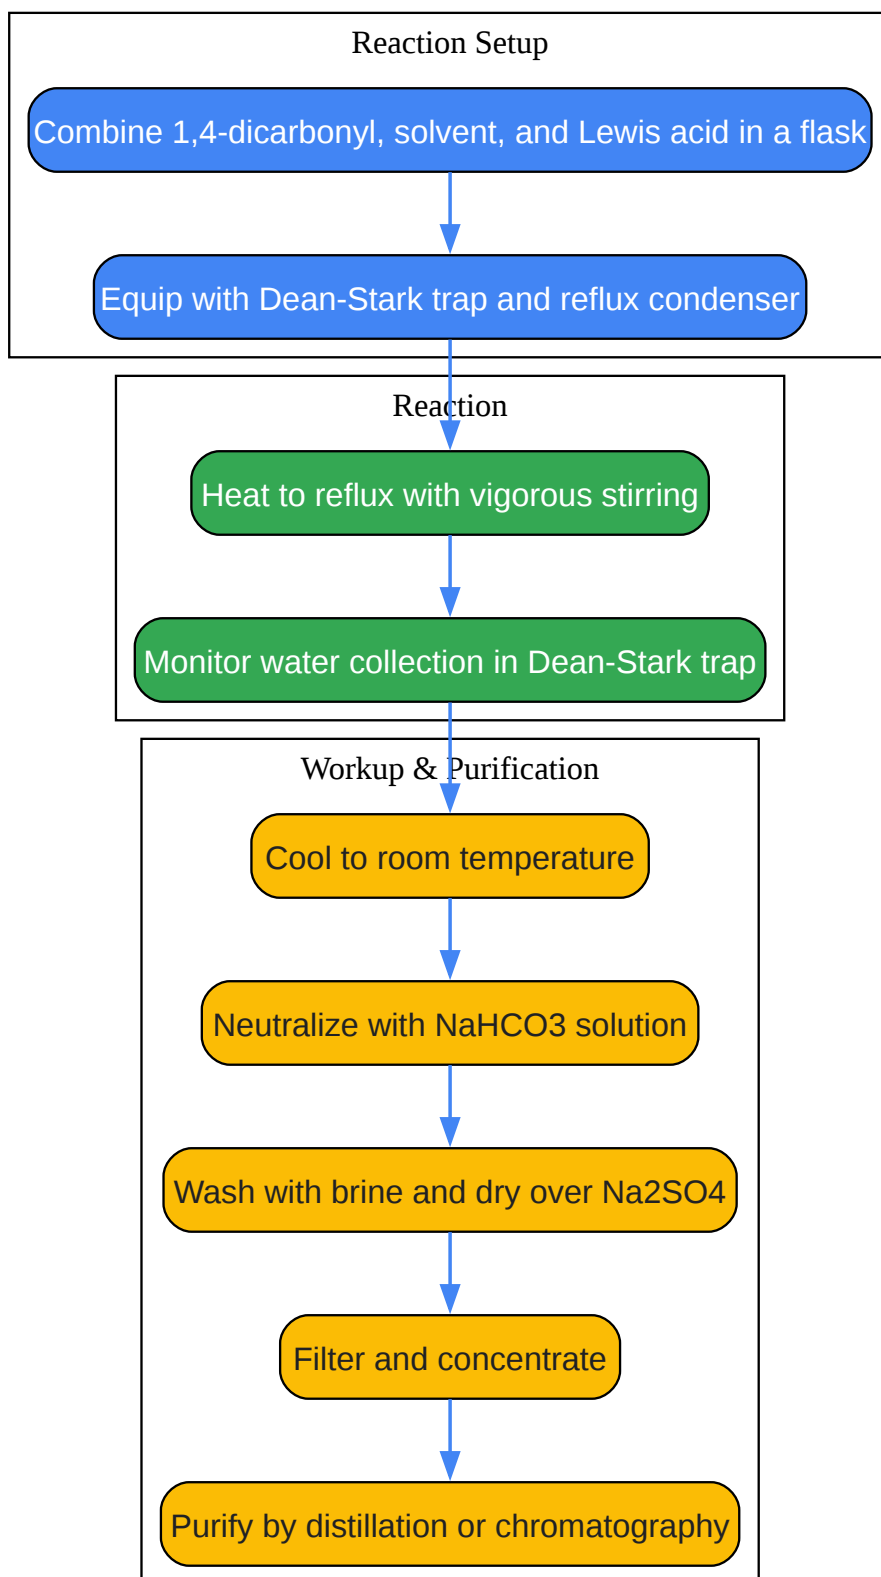 Reaction Setup
Combine 1,4-dicarbonyl, solvent, and Lewis acid in a flask
Equip with Dean-Stark trap and reflux condenser
Reaction
Heat to reflux with vigorous stirring
Monitor water collection in Dean-Stark trap
Workup & Purification
Cool to room temperature
Neutralize with NaHCO3 solution
Wash with brine and dry over Na2SO4
Filter and concentrate
Purify by distillation or chromatography